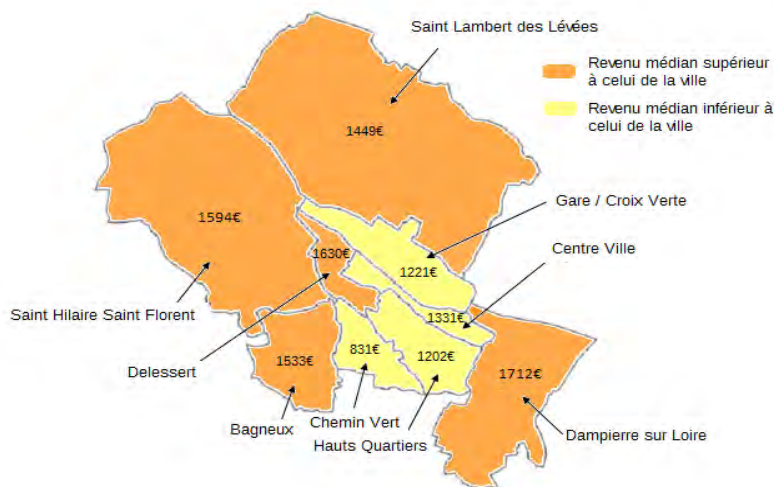 Saint Lambert des Lévées
Revenu médian supérieur
à celui de la ville
Revenu médian inférieur à
celui de la ville
1449€
1594€
Gare / Croix Verte
1630€
Centre Ville
1221€
Saint Hilaire Saint Florent
1331€
831€
1202€
1533€
1712€
Delessert
Chemin Vert
Bagneux
Hauts Quartiers
Dampierre sur Loire